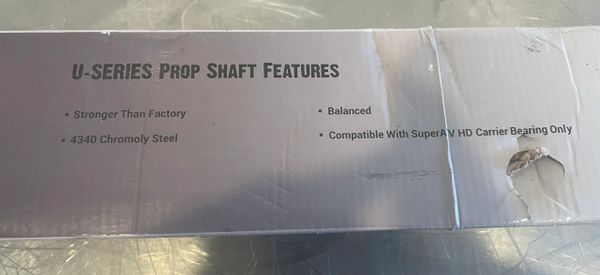 U-SERIES PROP SHAFT FEATURES
• Stronger Than Factory
• 4340 Chromoly Steel
• Balanced
• Compatible With SuperATV HD Carrier Bearing Only